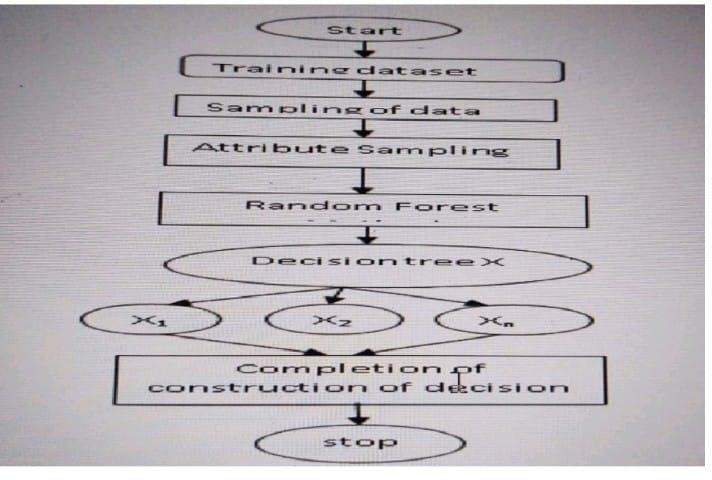 Start
Training dataset
Sampling of data
Attribute Sampling
Random Forest
Decision tree X
X₁ X₂ Xₙ
Completion of
construction of decision
stop